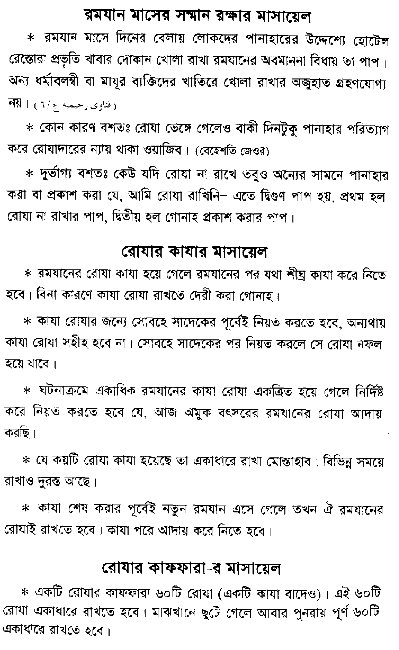 রমযান মাসের সম্মান রক্ষার মাসায়েল
* রমযান মাসে দিনের বেলায় লোকদের পানাহারের উদ্দেশ্যে হোটেল
রেস্তোরা প্রভৃতি খাবার দোকান খোলা রাখা রমযানের অবমাননা বিধায় তা পাপ।
অন্য ধর্মাবলম্বী বা মাযূর ব্যক্তিদের খাতিরে খোলা রাখার অজুহাত গ্রহণযোগ্য
নয়। (فتاوى رحيميه ج/٦)
* কোন কারণ বশতঃ রোযা ভেঙ্গে গেলেও বাকী দিনটুকু পানাহার পরিত্যাগ
করে রোযাদারের ন্যায় থাকা ওয়াজিব। (বেহেশতি জেওর)
* দুর্ভাগ্য বশতঃ কেউ যদি রোযা না রাখে তবুও অন্যের সামনে পানাহার
করা বা প্রকাশ করা যে, আমি রোযা রাখিনি– এতে দ্বিগুণ পাপ হয়, প্রথম হল
রোযা না রাখার পাপ, দ্বিতীয় হল গোনাহ প্রকাশ করার পাপ।
রোযার কাযার মাসায়েল
* রমযানের রোযা কাযা হয়ে গেলে রমযানের পর যথা শীঘ্র কাযা করে নিতে
হবে। বিনা কারণে কাযা রোযা রাখতে দেরী করা গোনাহ।
* কাযা রোযার জন্যে সোবহে সাদেকের পূর্বেই নিয়ত করতে হবে, অন্যথায়
কাযা রোযা সহীহ হবে না। সোবহে সাদেকের পর নিয়ত করলে সে রোযা নফল
হয়ে যাবে।
* ঘটনাক্রমে একাধিক রমযানের কাযা রোযা একত্রিত হয়ে গেলে নির্দিষ্ট
করে নিয়ত করতে হবে যে, আজ অমুক বৎসরের রমযানের রোযা আদায়
করছি।
* যে কয়টি রোযা কাযা হয়েছে তা একাধারে রাখা মোস্তাহাব। বিভিন্ন সময়ে
রাখাও দুরস্ত আছে।
* কাযা শেষ করার পূর্বেই নতুন রমযান এসে গেলে তখন ঐ রমযানের
রোযাই রাখতে হবে। কাযা পরে আদায় করে নিতে হবে।
রোযার কাফফারা-র মাসায়েল
* একটি রোযার কাফফারা ৬০টি রোযা (একটি কাযা বাদেও)। এই ৬০টি
রোযা একাধারে রাখতে হবে। মাঝখানে ছুটে গেলে আবার পুনরায় পূর্ণ ৬০টি
একাধারে রাখতে হবে।